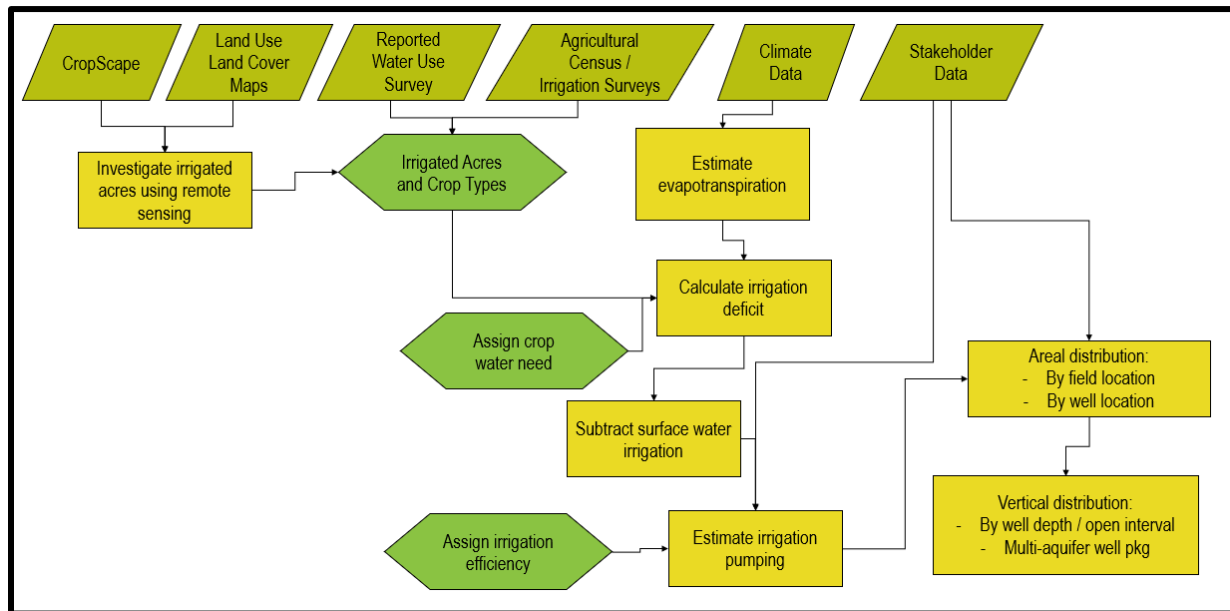 CropScape
Land Use
Land Cover
Maps
Reported
Water Use
Survey
Agricultural
Census /
Irrigation Surveys
Climate
Data
Stakeholder
Data
Investigate irrigated
acres using remote
sensing
Irrigated Acres
and Crop Types
Estimate
evapotranspiration
Calculate irrigation
deficit
Assign crop
water need
Areal distribution:
- By field location
- By well location
Subtract surface water
irrigation
Vertical distribution:
- By well depth / open interval
- Multi-aquifer well pkg
Assign irrigation
efficiency
Estimate irrigation
pumping